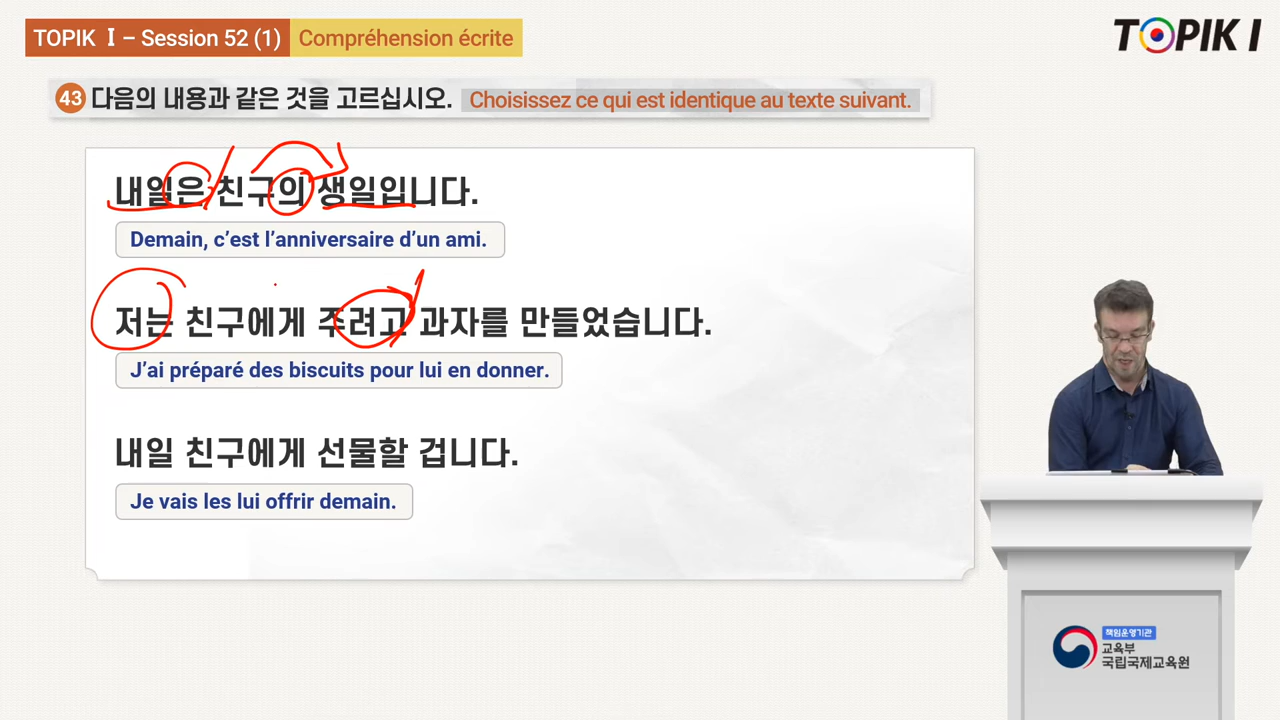 TOPIK Ⅰ – Session 52 (1) Compréhension écrite
TOPIK I
43 다음의 내용과 같은 것을 고르십시오. Choisissez ce qui est identique au texte suivant.
내일은 친구의 생일입니다.
Demain, c’est l’anniversaire d’un ami.
저는 친구에게 주려고 과자를 만들었습니다.
J’ai préparé des biscuits pour lui en donner.
내일 친구에게 선물할 겁니다.
Je vais les lui offrir demain.
책임운영기관
교육부
국립국제교육원